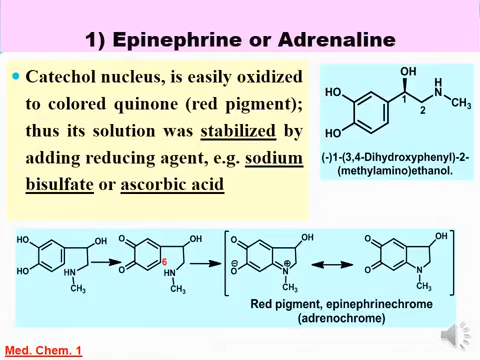 1) Epinephrine or Adrenaline
• Catechol nucleus, is easily oxidized
to colored quinone (red pigment);
thus its solution was stabilized by
adding reducing agent, e.g. sodium
bisulfate or ascorbic acid
OH
HO
H
N
1
CH3
2
HO
(-)1-(3,4-Dihydroxyphenyl)-2-
(methylamino)ethanol.
HO
OH
HO
HN
CH3
O
OH
O
6
HN
CH3
O
OH
⊖
O
⊕
N
CH3
O
OH
O
N
CH3
Red pigment, epinephrinechrome
(adrenochrome)
Med. Chem. 1